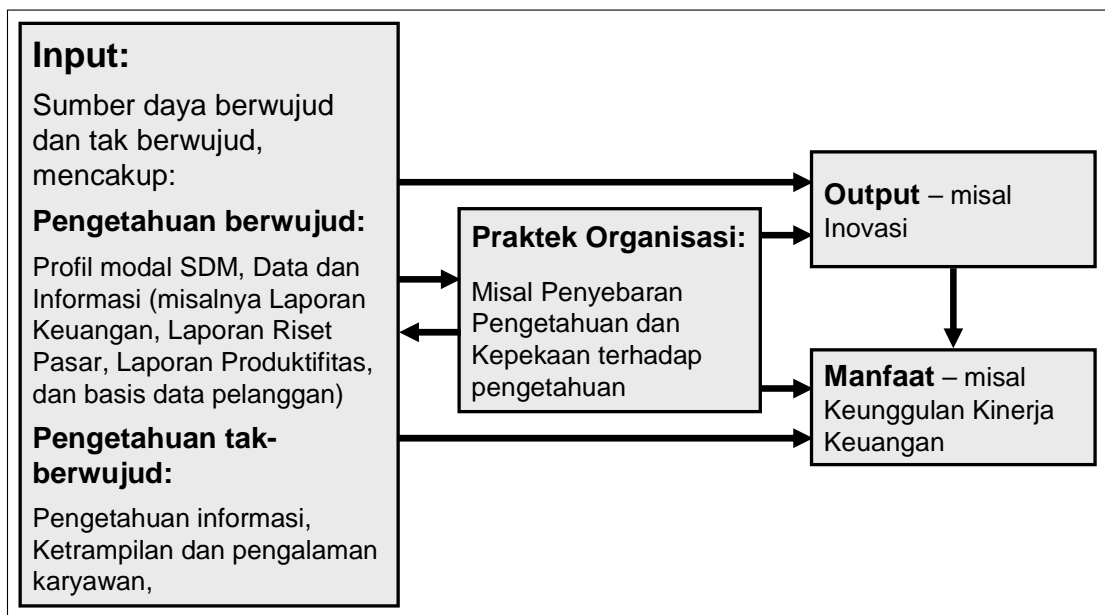 Input:
Sumber daya berwujud
dan tak berwujud,
mencakup:
Pengetahuan berwujud:
Profil modal SDM, Data dan
Informasi (misalnya Laporan
Keuangan, Laporan Riset
Pasar, Laporan Produktifitas,
dan basis data pelanggan)
Pengetahuan tak-
berwujud:
Pengetahuan informasi,
Ketrampilan dan pengalaman
karyawan,
Praktek Organisasi:
Misal Penyebaran
Pengetahuan dan
Kepekaan terhadap
pengetahuan
Output – misal
Inovasi
Manfaat – misal
Keunggulan Kinerja
Keuangan